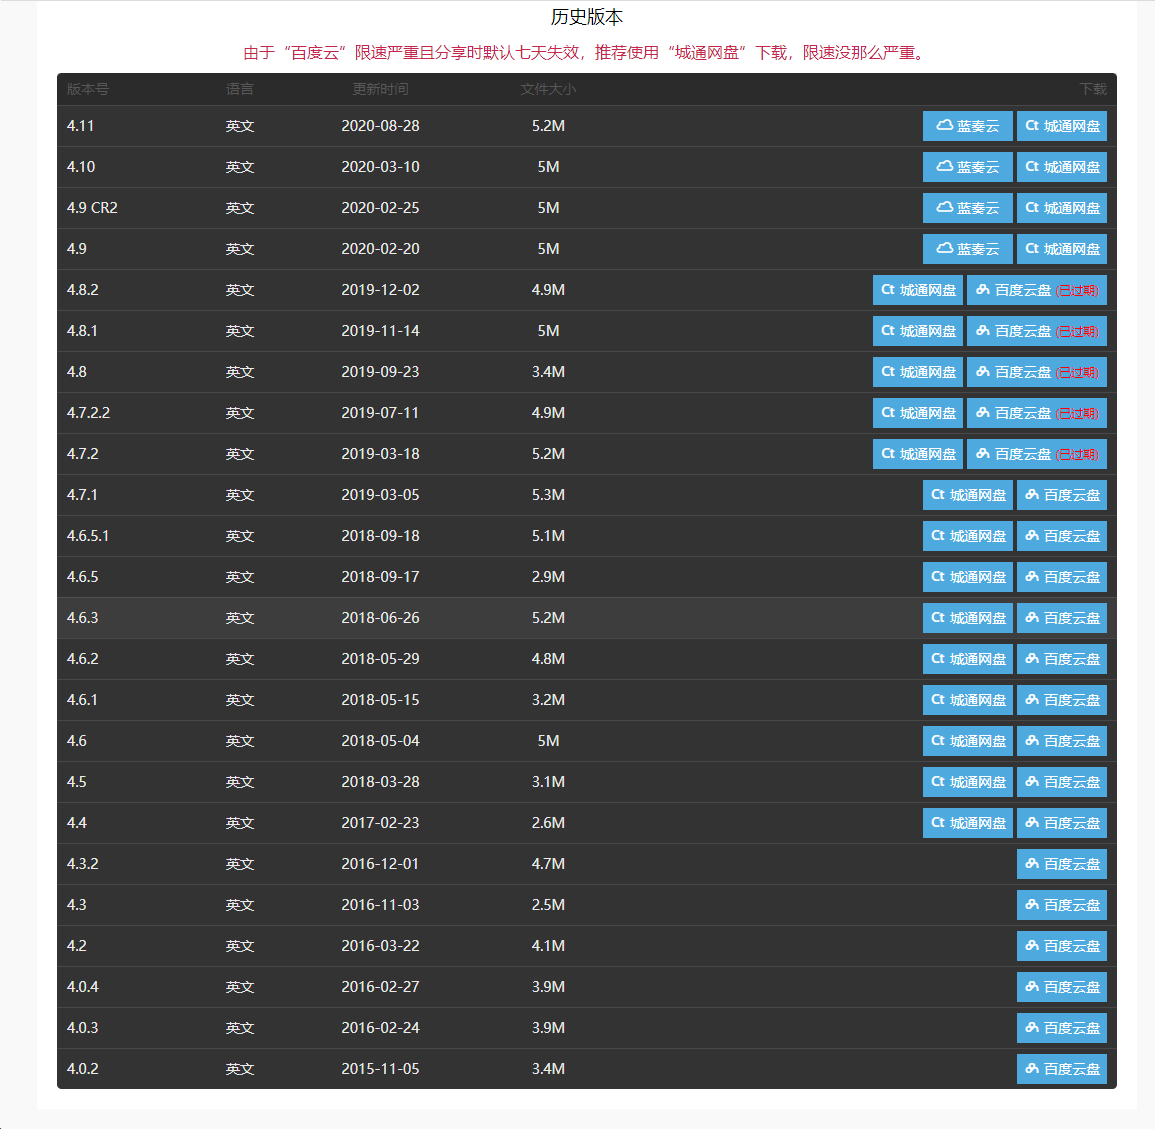 历史版本
由于“百度云”限速严重且分享时默认七天失效，推荐使用“城通网盘”下载，限速没那么严重。
版本号 语言 更新时间 文件大小 下载
4.11 英文 2020-08-28 5.2M 蓝奏云 Ct 城通网盘
4.10 英文 2020-03-10 5M 蓝奏云 Ct 城通网盘
4.9 CR2 英文 2020-02-25 5M 蓝奏云 Ct 城通网盘
4.9 英文 2020-02-20 5M 蓝奏云 Ct 城通网盘
4.8.2 英文 2019-12-02 4.9M Ct 城通网盘 百度云盘 (已过期)
4.8.1 英文 2019-11-14 5M Ct 城通网盘 百度云盘 (已过期)
4.8 英文 2019-09-23 3.4M Ct 城通网盘 百度云盘 (已过期)
4.7.2.2 英文 2019-07-11 4.9M Ct 城通网盘 百度云盘 (已过期)
4.7.2 英文 2019-03-18 5.2M Ct 城通网盘 百度云盘 (已过期)
4.7.1 英文 2019-03-05 5.3M Ct 城通网盘 百度云盘
4.6.5.1 英文 2018-09-18 5.1M Ct 城通网盘 百度云盘
4.6.5 英文 2018-09-17 2.9M Ct 城通网盘 百度云盘
4.6.3 英文 2018-06-26 5.2M Ct 城通网盘 百度云盘
4.6.2 英文 2018-05-29 4.8M Ct 城通网盘 百度云盘
4.6.1 英文 2018-05-15 3.2M Ct 城通网盘 百度云盘
4.6 英文 2018-05-04 5M Ct 城通网盘 百度云盘
4.5 英文 2018-03-28 3.1M Ct 城通网盘 百度云盘
4.4 英文 2017-02-23 2.6M Ct 城通网盘 百度云盘
4.3.2 英文 2016-12-01 4.7M 百度云盘
4.3 英文 2016-11-03 2.5M 百度云盘
4.2 英文 2016-03-22 4.1M 百度云盘
4.0.4 英文 2016-02-27 3.9M 百度云盘
4.0.3 英文 2016-02-24 3.9M 百度云盘
4.0.2 英文 2015-11-05 3.4M 百度云盘